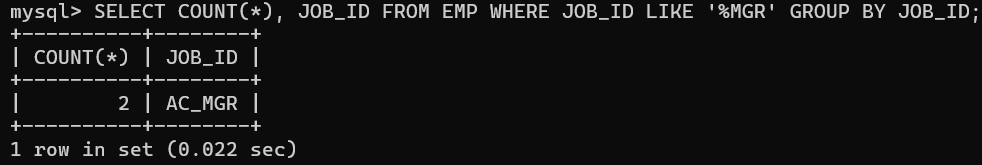 mysql> SELECT COUNT(*), JOB_ID FROM EMP WHERE JOB_ID LIKE '%MGR' GROUP BY JOB_ID;
+----------+--------+
| COUNT(*) | JOB_ID |
+----------+--------+
|        2 | AC_MGR |
+----------+--------+
1 row in set (0.022 sec)